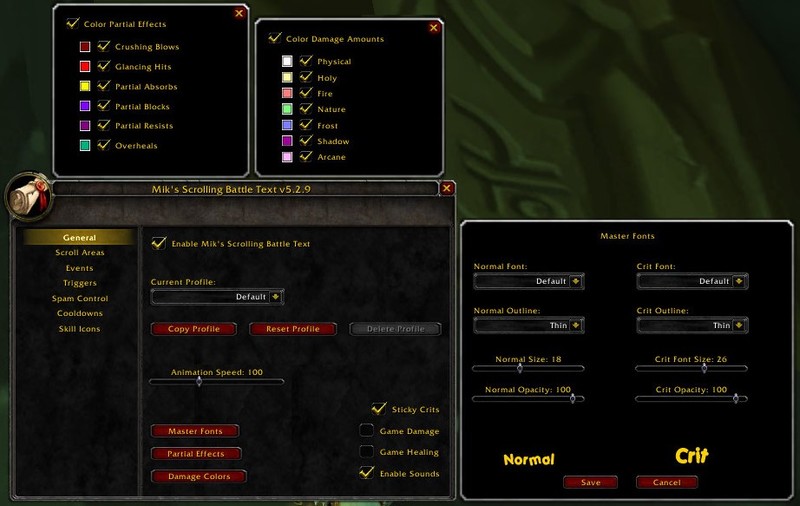 Color Partial Effects
Crushing Blows
Glancing Hits
Partial Absorbs
Partial Blocks
Partial Resists
Overheals
Color Damage Amounts
Physical
Holy
Fire
Nature
Frost
Shadow
Arcane
Mik's Scrolling Battle Text v5.2.9
General
Scroll Areas
Events
Triggers
Spam Control
Cooldowns
Skill Icons
Enable Mik's Scrolling Battle Text
Current Profile:
Default
Copy Profile
Reset Profile
Delete Profile
Animation Speed: 100
Sticky Crits
Game Damage
Game Healing
Enable Sounds
Master Fonts
Partial Effects
Damage Colors
Master Fonts
Normal Font:
Default
Crit Font:
Default
Normal Outline:
Thin
Crit Outline:
Thin
Normal Size: 18
Crit Font Size: 26
Normal Opacity: 100
Crit Opacity: 100
Normal
Crit
Save
Cancel